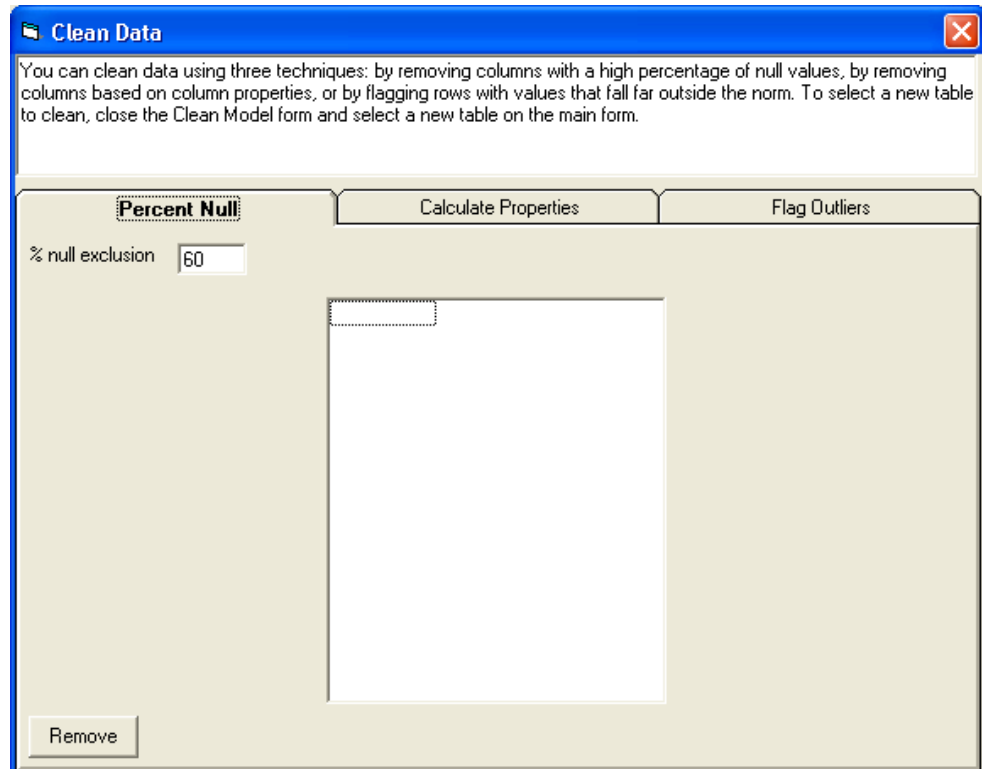 Clean Data
You can clean data using three techniques: by removing columns with a high percentage of null values, by removing
columns based on column properties, or by flagging rows with values that fall far outside the norm. To select a new table
to clean, close the Clean Model form and select a new table on the main form.
Percent Null Calculate Properties Flag Outliers
% null exclusion 60
Remove